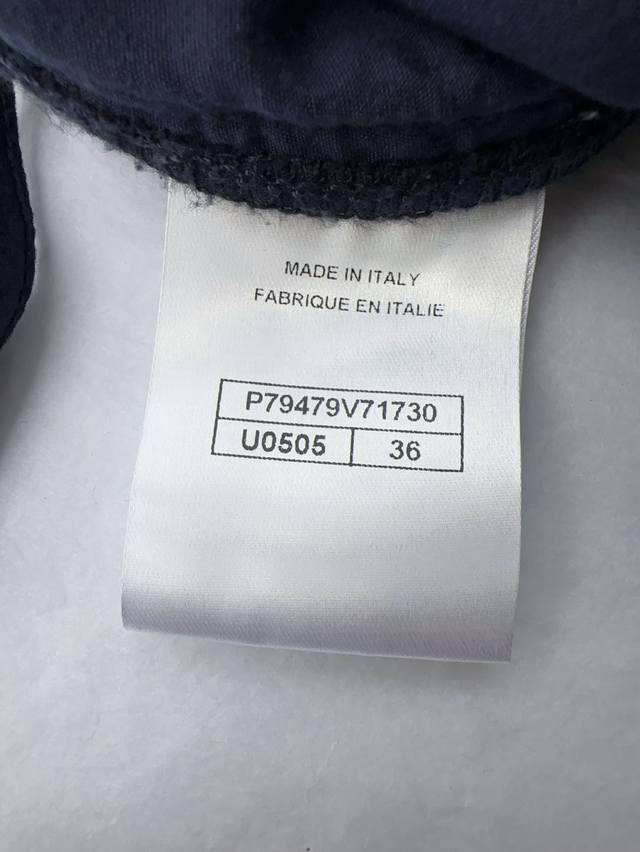 MADE IN ITALY
FABRIQUE EN ITALIE
P79479V71730
U0505 36